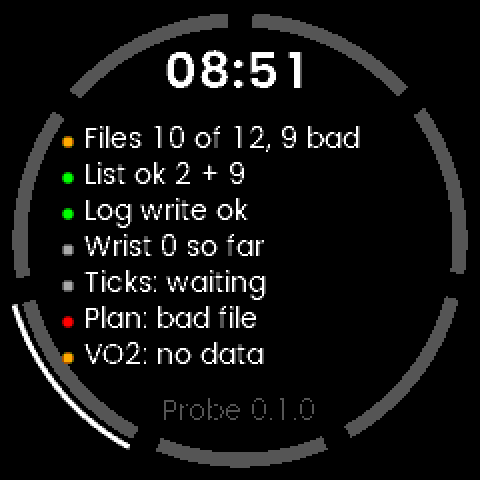 08:51
Files 10 of 12, 9 bad
List ok 2 + 9
Log write ok
Wrist 0 so far
Ticks: waiting
Plan: bad file
VO2: no data
Probe 0.1.0